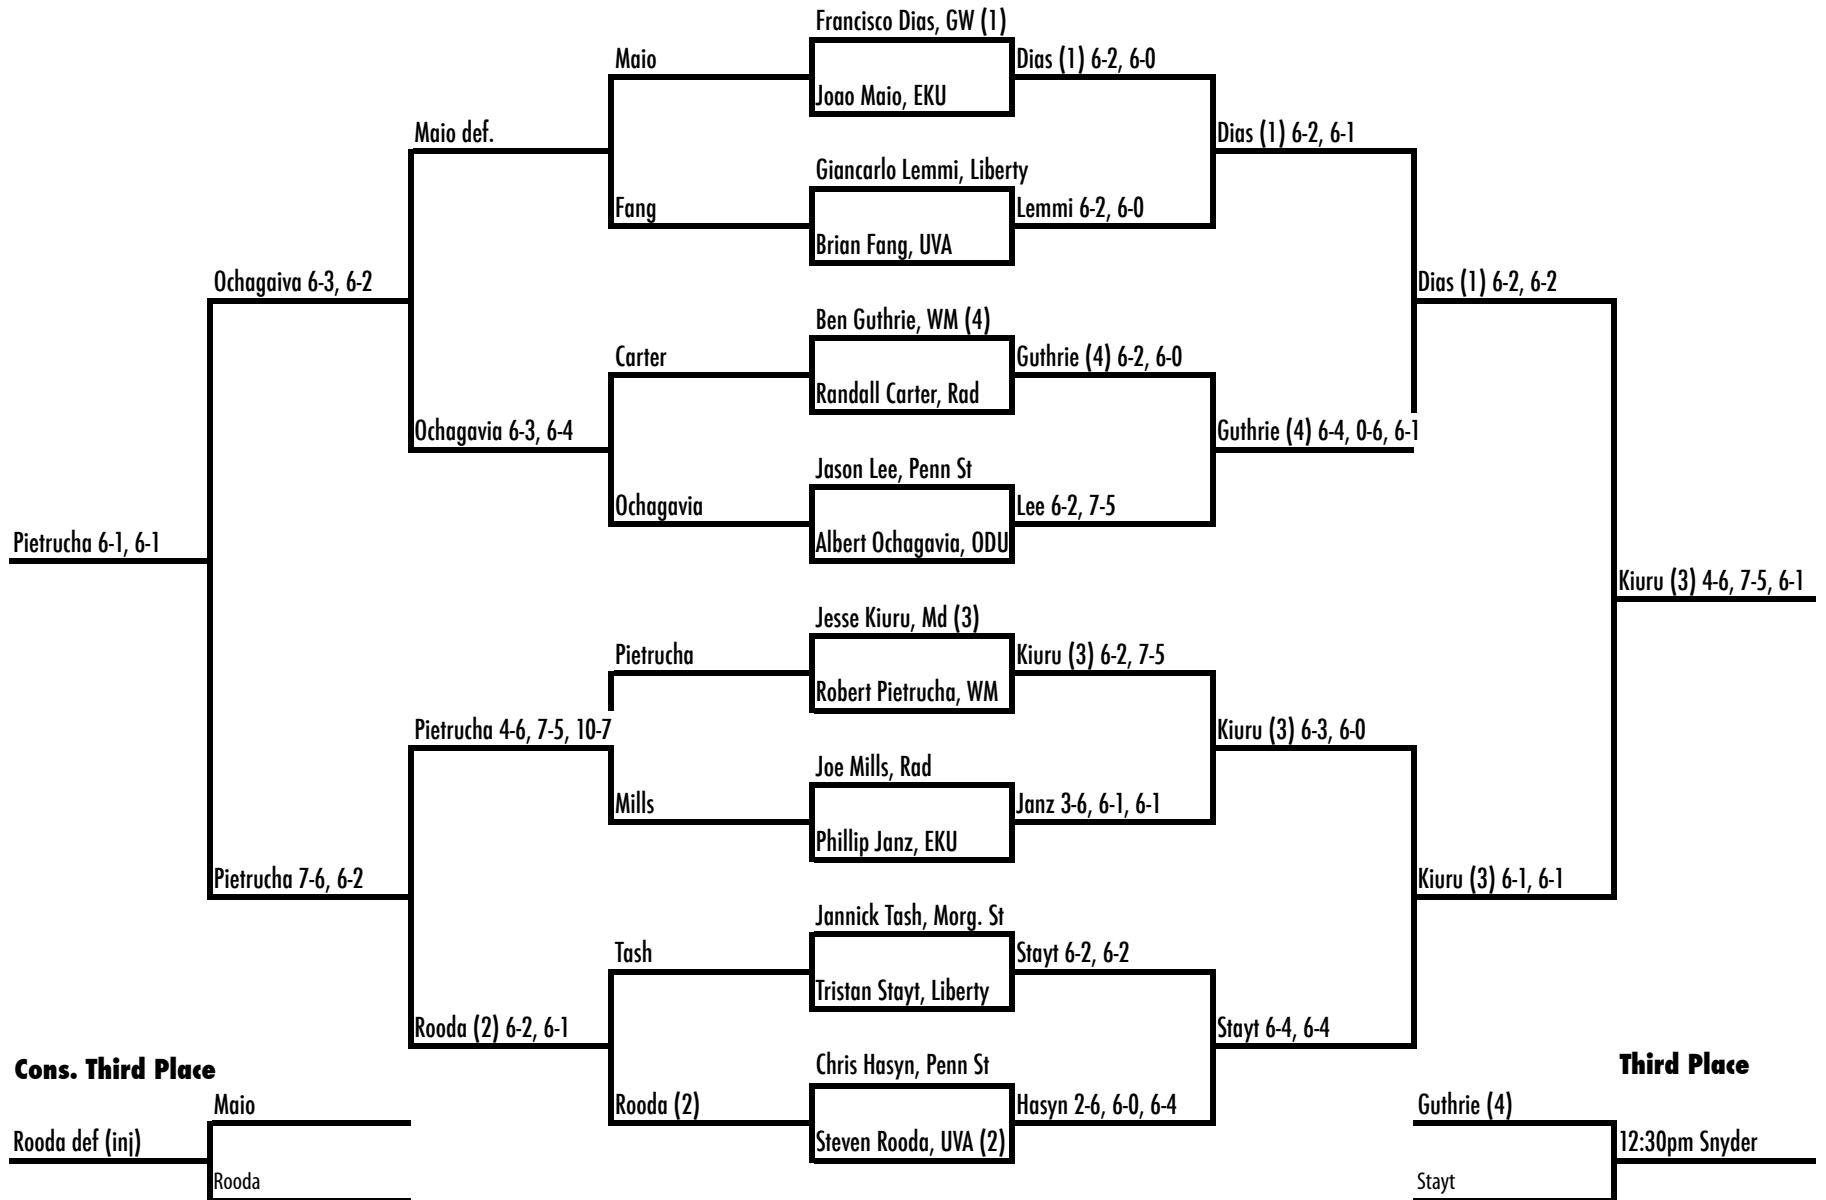 Francisco Dias, GW (1)
Maio
Dias (1) 6-2, 6-0
Joao Maio, EKU
Maio def.
Dias (1) 6-2, 6-1
Giancarlo Lemmi, Liberty
Fang
Lemmi 6-2, 6-0
Brian Fang, UVA
Ochagaiva 6-3, 6-2
Dias (1) 6-2, 6-2
Ben Guthrie, WM (4)
Carter
Guthrie (4) 6-2, 6-0
Randall Carter, Rad
Ochagavia 6-3, 6-4
Guthrie (4) 6-4, 0-6, 6-1
Jason Lee, Penn St
Ochagavia
Lee 6-2, 7-5
Albert Ochagavia, ODU
Pietrucha 6-1, 6-1
Kiuru (3) 4-6, 7-5, 6-1
Jesse Kiuru, Md (3)
Pietrucha
Kiuru (3) 6-2, 7-5
Robert Pietrucha, WM
Pietrucha 4-6, 7-5, 10-7
Kiuru (3) 6-3, 6-0
Joe Mills, Rad
Mills
Janz 3-6, 6-1, 6-1
Phillip Janz, EKU
Pietrucha 7-6, 6-2
Kiuru (3) 6-1, 6-1
Jannick Tash, Morg. St
Tash
Stayt 6-2, 6-2
Tristan Stayt, Liberty
Rooda (2) 6-2, 6-1
Stayt 6-4, 6-4
Cons. Third Place
Chris Hasyn, Penn St
Third Place
Maio
Rooda (2)
Hasyn 2-6, 6-0, 6-4
Guthrie (4)
Rooda def (inj)
Steven Rooda, UVA (2)
12:30pm Snyder
Rooda
Stayt